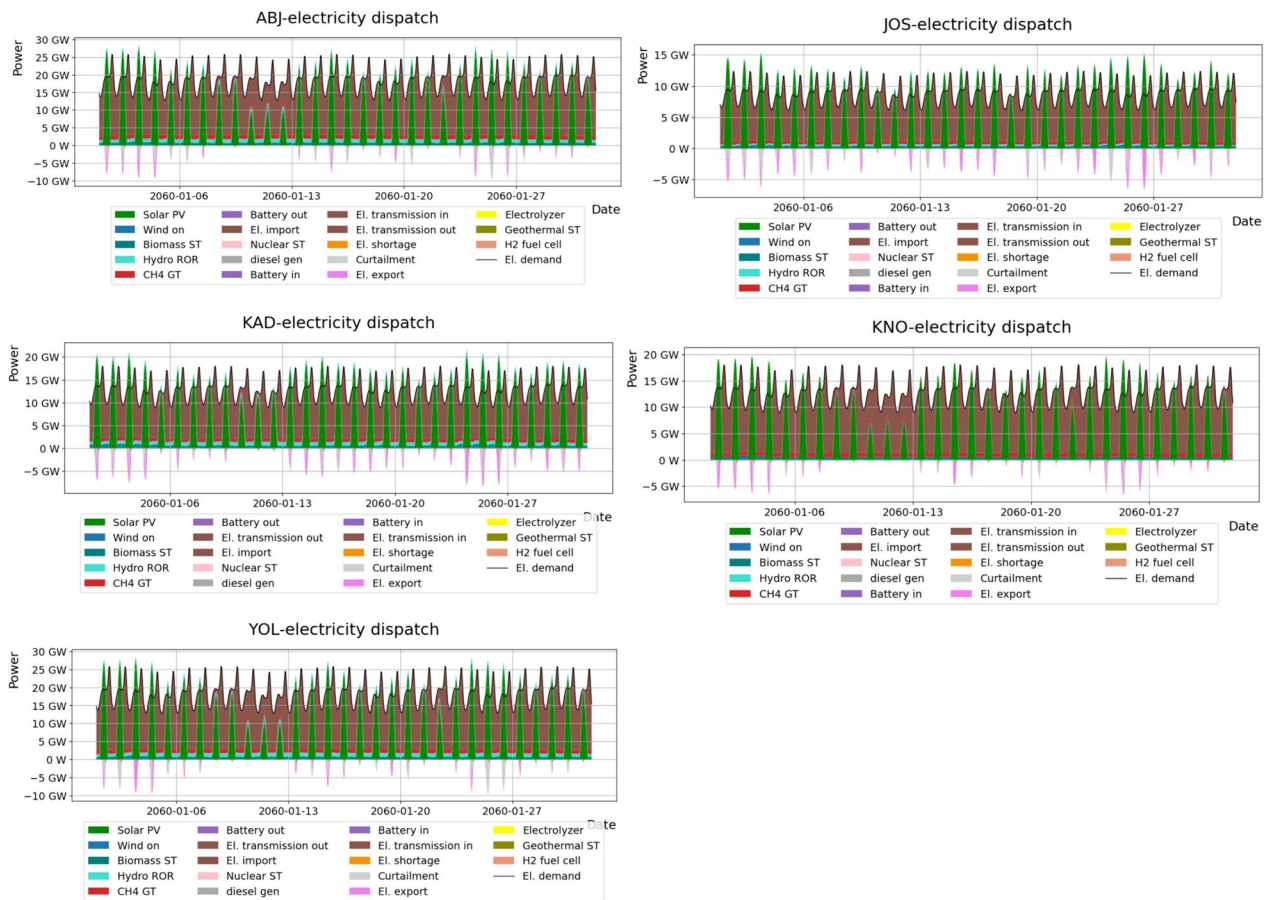 ABJ-electricity dispatch
Power
30 GW
25 GW
20 GW
15 GW
10 GW
5 GW
0 W
−5 GW
−10 GW
2060-01-06 2060-01-13 2060-01-20 2060-01-27
Date
Solar PV Battery out El. transmission in Electrolyzer
Wind on El. import El. transmission out Geothermal ST
Biomass ST Nuclear ST El. shortage H2 fuel cell
Hydro ROR diesel gen Curtailment El. demand
CH4 GT Battery in El. export
JOS-electricity dispatch
Power
15 GW
10 GW
5 GW
0 W
−5 GW
2060-01-06 2060-01-13 2060-01-20 2060-01-27
Date
Solar PV Battery out El. transmission in Electrolyzer
Wind on El. import El. transmission out Geothermal ST
Biomass ST Nuclear ST El. shortage H2 fuel cell
Hydro ROR diesel gen Curtailment El. demand
CH4 GT Battery in El. export
KAD-electricity dispatch
Power
20 GW
15 GW
10 GW
5 GW
0 W
−5 GW
2060-01-06 2060-01-13 2060-01-20 2060-01-27
Date
Solar PV Battery out Battery in Electrolyzer
Wind on El. transmission out El. transmission in Geothermal ST
Biomass ST El. import El. shortage H2 fuel cell
Hydro ROR Nuclear ST Curtailment El. demand
CH4 GT diesel gen El. export
KNO-electricity dispatch
Power
20 GW
15 GW
10 GW
5 GW
0 W
−5 GW
2060-01-06 2060-01-13 2060-01-20 2060-01-27
Date
Solar PV Battery out El. transmission in Electrolyzer
Wind on El. import El. transmission out Geothermal ST
Biomass ST Nuclear ST El. shortage H2 fuel cell
Hydro ROR diesel gen Curtailment El. demand
CH4 GT Battery in El. export
YOL-electricity dispatch
Power
30 GW
25 GW
20 GW
15 GW
10 GW
5 GW
0 W
−5 GW
−10 GW
2060-01-06 2060-01-13 2060-01-20 2060-01-27
Date
Solar PV Battery out Battery in Electrolyzer
Wind on El. transmission out El. transmission in Geothermal ST
Biomass ST El. import El. shortage H2 fuel cell
Hydro ROR Nuclear ST Curtailment El. demand
CH4 GT diesel gen El. export